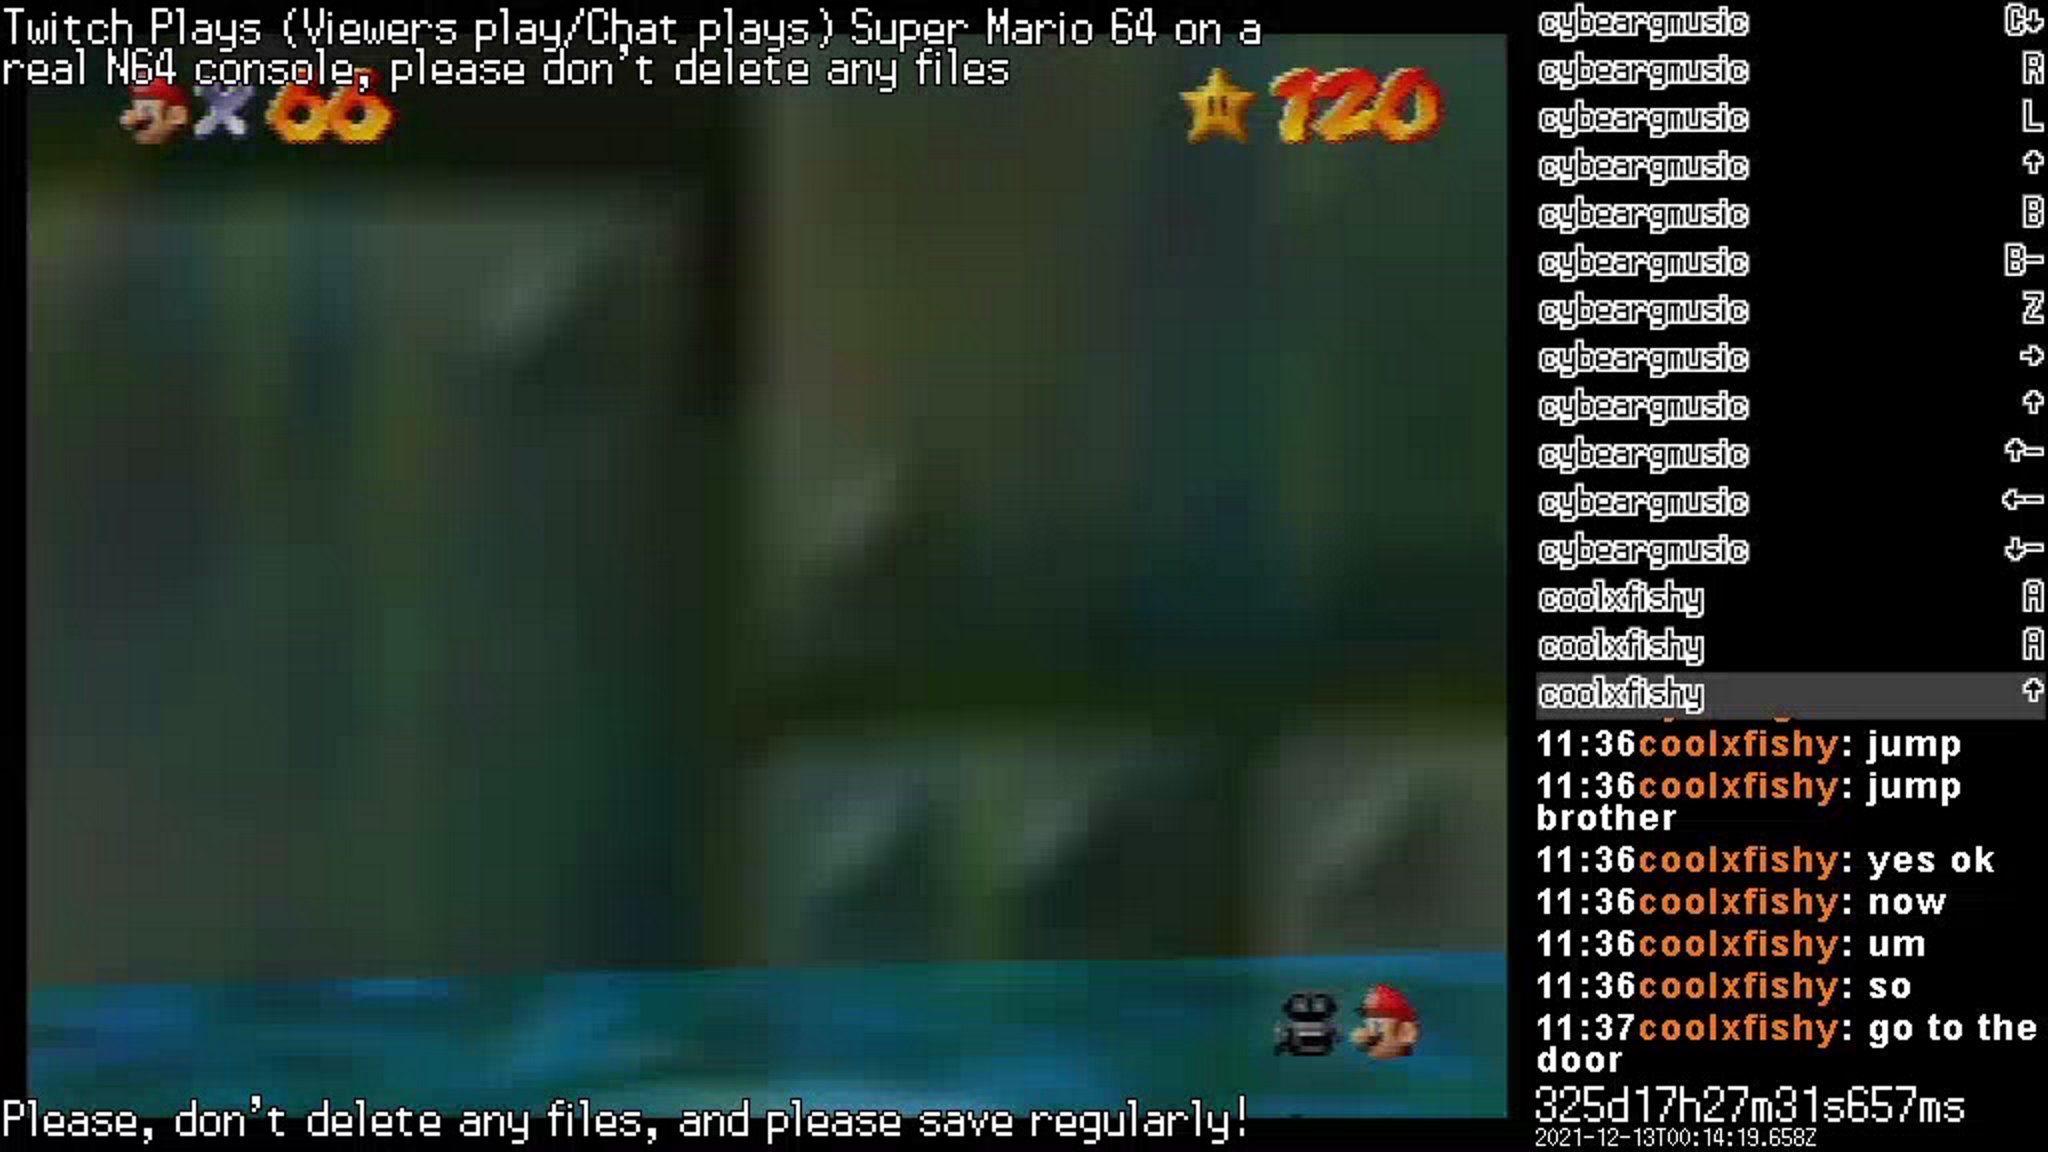 Twitch Plays (Viewers play/Chat plays) Super Mario 64 on a
real N64 console, please don't delete any files
× 66
120
cybeargmusic C↓
cybeargmusic R
cybeargmusic L
cybeargmusic ↑
cybeargmusic B
cybeargmusic B-
cybeargmusic Z
cybeargmusic →
cybeargmusic ↑
cybeargmusic ↑-
cybeargmusic ←-
cybeargmusic ↓-
coolxfishy A
coolxfishy A
coolxfishy ↑
11:36coolxfishy: jump
11:36coolxfishy: jump
brother
11:36coolxfishy: yes ok
11:36coolxfishy: now
11:36coolxfishy: um
11:36coolxfishy: so
11:37coolxfishy: go to the
door
325d17h27m31s657ms
2021-12-13T00:14:19.658Z
Please, don't delete any files, and please save regularly!